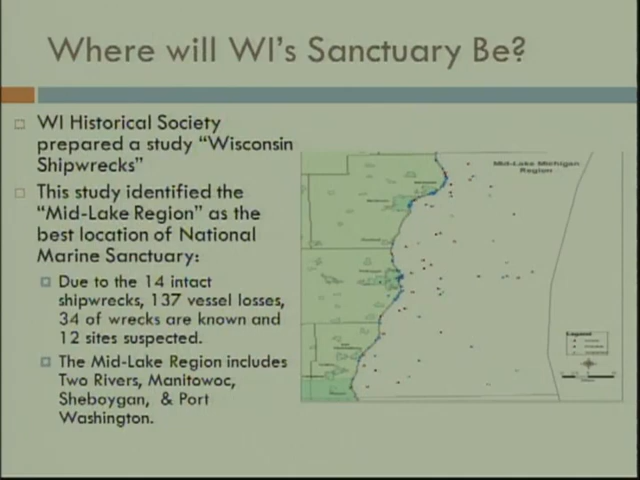 Where will WI's Sanctuary Be?
WI Historical Society
prepared a study “Wisconsin
Shipwrecks”
This study identified the
“Mid-Lake Region” as the
best location of National
Marine Sanctuary:
Due to the 14 intact
shipwrecks, 137 vessel losses,
34 of wrecks are known and
12 sites suspected.
The Mid-Lake Region includes
Two Rivers, Manitowoc,
Sheboygan, & Port
Washington.
Mid-Lake Michigan
Region
Legend